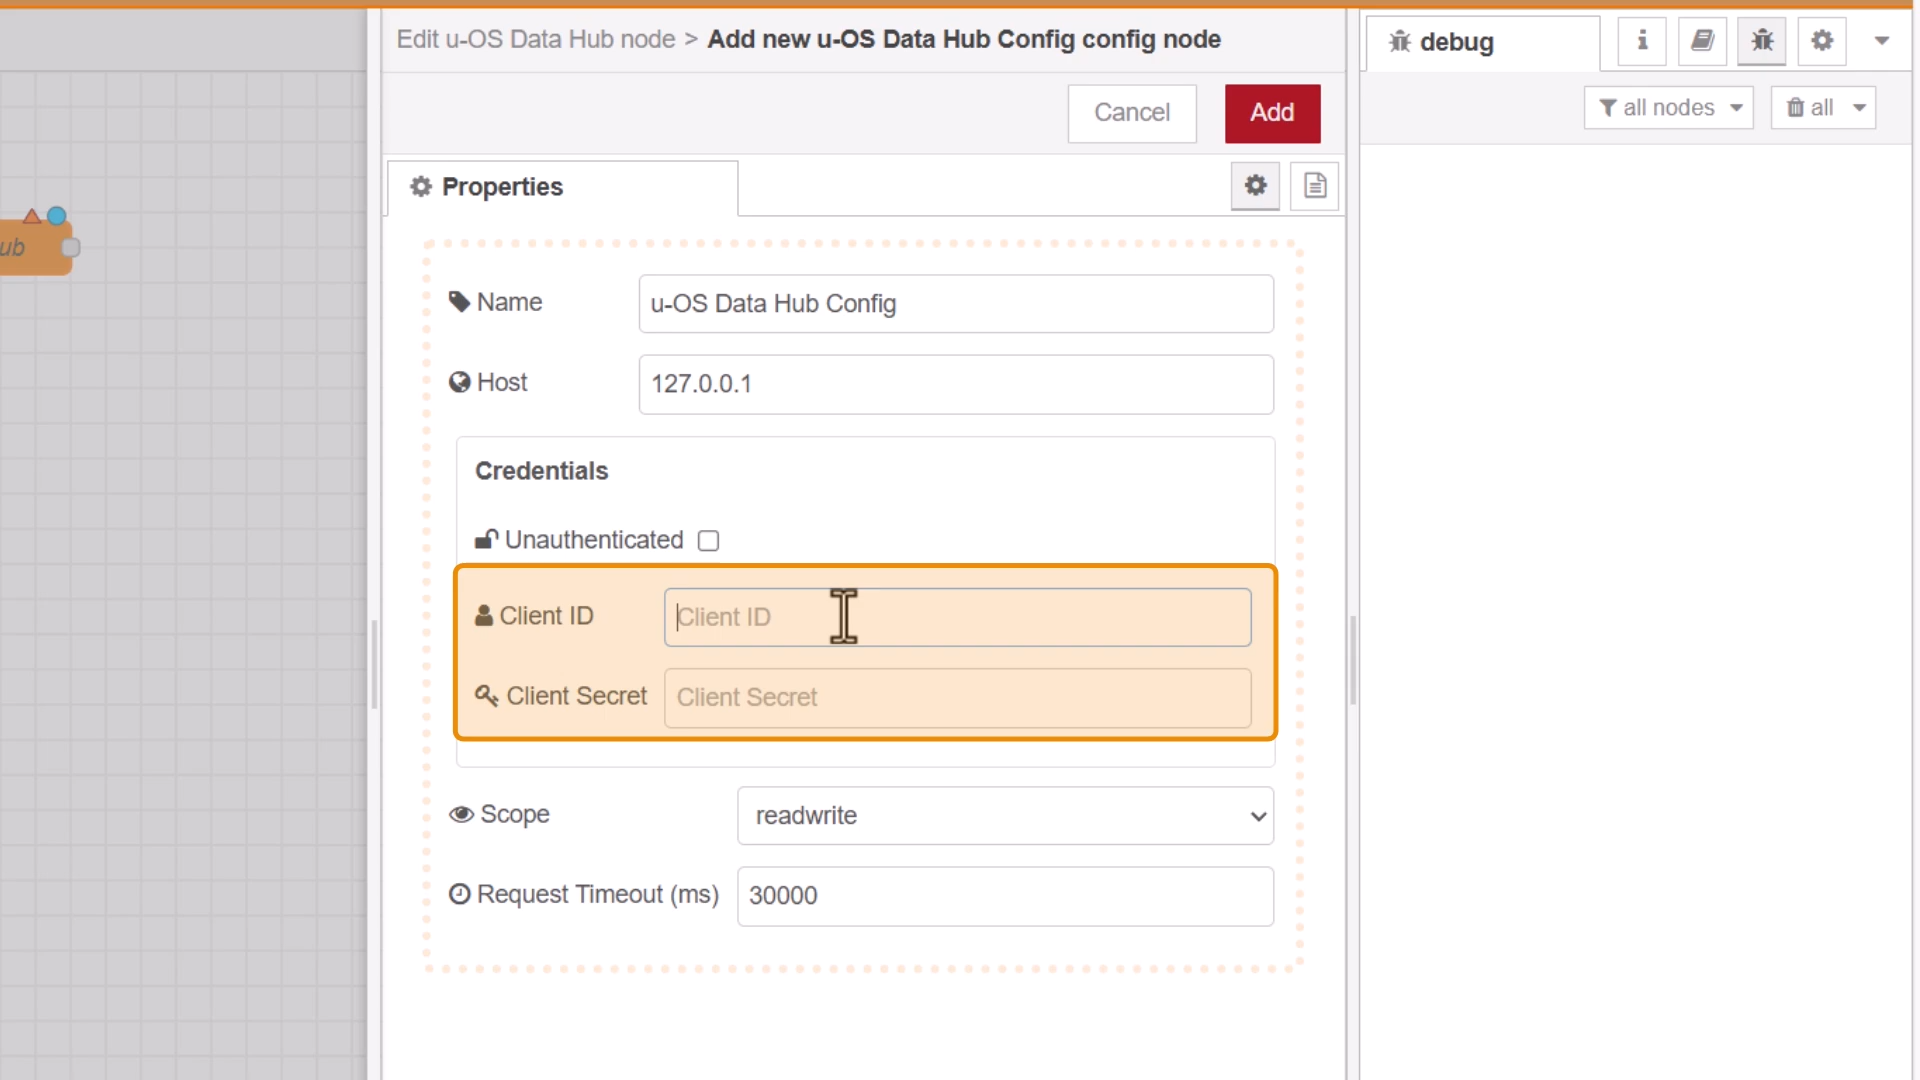 Edit u-OS Data Hub node > Add new u-OS Data Hub Config config node
debug
Cancel
Add
all nodes
all
Properties
ub
Name
u-OS Data Hub Config
Host
127.0.0.1
Credentials
Unauthenticated
Client ID
Client ID
Client Secret
Client Secret
Scope
readwrite
Request Timeout (ms)
30000